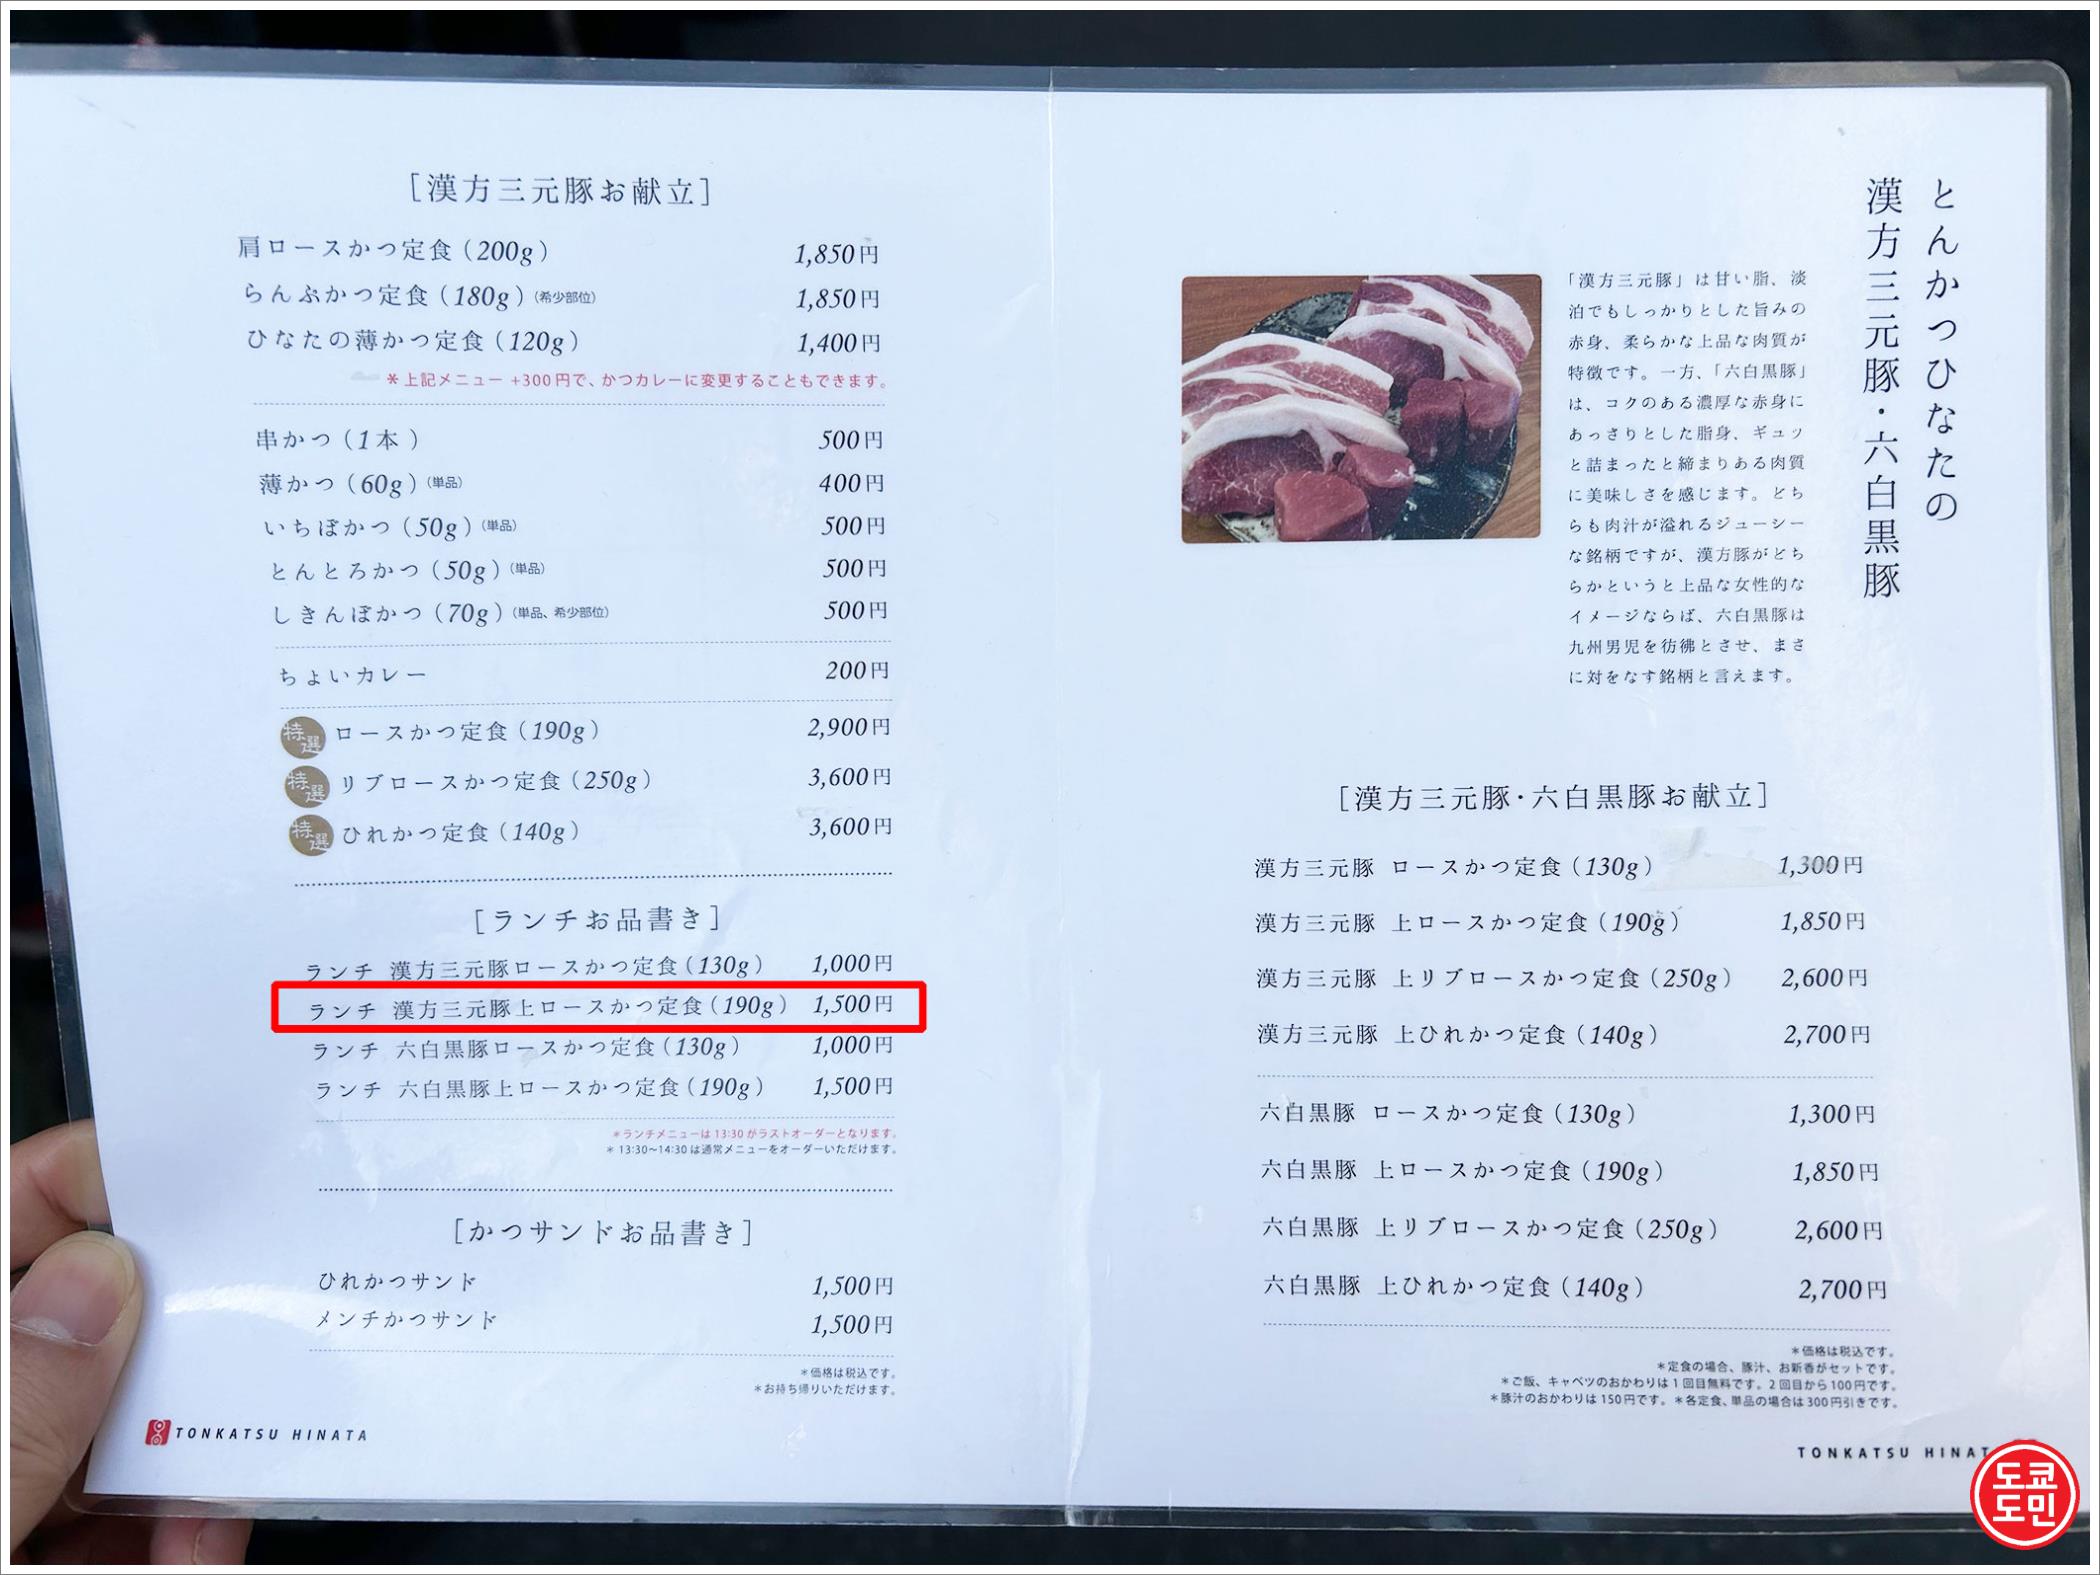 [漢方三元豚お献立]
肩ロースかつ定食(200g) 1,850円
らんぷかつ定食(180g)(希少部位) 1,850円
ひなたの薄かつ定食(120g) 1,400円
*上記メニュー +300円で、かつカレーに変更することもできます。
串かつ(1本) 500円
薄かつ(60g)(単品) 400円
いちぼかつ(50g)(単品) 500円
とんとろかつ(50g)(単品) 500円
しきんぼかつ(70g)(単品、希少部位) 500円
ちょいカレー 200円
特選 ロースかつ定食(190g) 2,900円
特選 リブロースかつ定食(250g) 3,600円
特選 ひれかつ定食(140g) 3,600円
[ランチお品書き]
ランチ 漢方三元豚ロースかつ定食(130g) 1,000円
ランチ 漢方三元豚上ロースかつ定食(190g) 1,500円
ランチ 六白黒豚ロースかつ定食(130g) 1,000円
ランチ 六白黒豚上ロースかつ定食(190g) 1,500円
*ランチメニューは13:30がラストオーダーとなります。
*13:30~14:30は通常メニューをオーダーいただけます。
[かつサンドお品書き]
ひれかつサンド 1,500円
メンチかつサンド 1,500円
*価格は税込です。
*お持ち帰りいただけます。
TONKATSU HINATA
とんかつひなたの
漢方三元豚・六白黒豚
「漢方三元豚」は甘い脂、淡
泊でもしっかりとした旨みの
赤身、柔らかな上品な肉質が
特徴です。一方、「六白黒豚」
は、コクのある濃厚な赤身に
あっさりとした脂身、ギュッ
と詰まったと締まりある肉質
に美味しさを感じます。どち
らも肉汁が溢れるジューシー
な銘柄ですが、漢方豚がどち
らかというと上品な女性的な
イメージならば、六白黒豚は
九州男児を彷彿とさせ、まさ
に対をなす銘柄と言えます。
[漢方三元豚・六白黒豚お献立]
漢方三元豚 ロースかつ定食(130g) 1,300円
漢方三元豚 上ロースかつ定食(190g) 1,850円
漢方三元豚 上リブロースかつ定食(250g) 2,600円
漢方三元豚 上ひれかつ定食(140g) 2,700円
六白黒豚 ロースかつ定食(130g) 1,300円
六白黒豚 上ロースかつ定食(190g) 1,850円
六白黒豚 上リブロースかつ定食(250g) 2,600円
六白黒豚 上ひれかつ定食(140g) 2,700円
*価格は税込です。
*定食の場合、豚汁、お新香がセットです。
*ご飯、キャベツのおかわりは1回目無料です。2回目から100円です。
*豚汁のおかわりは150円です。*各定食、単品の場合は300円引きです。
TONKATSU HINAT
도쿄
도민